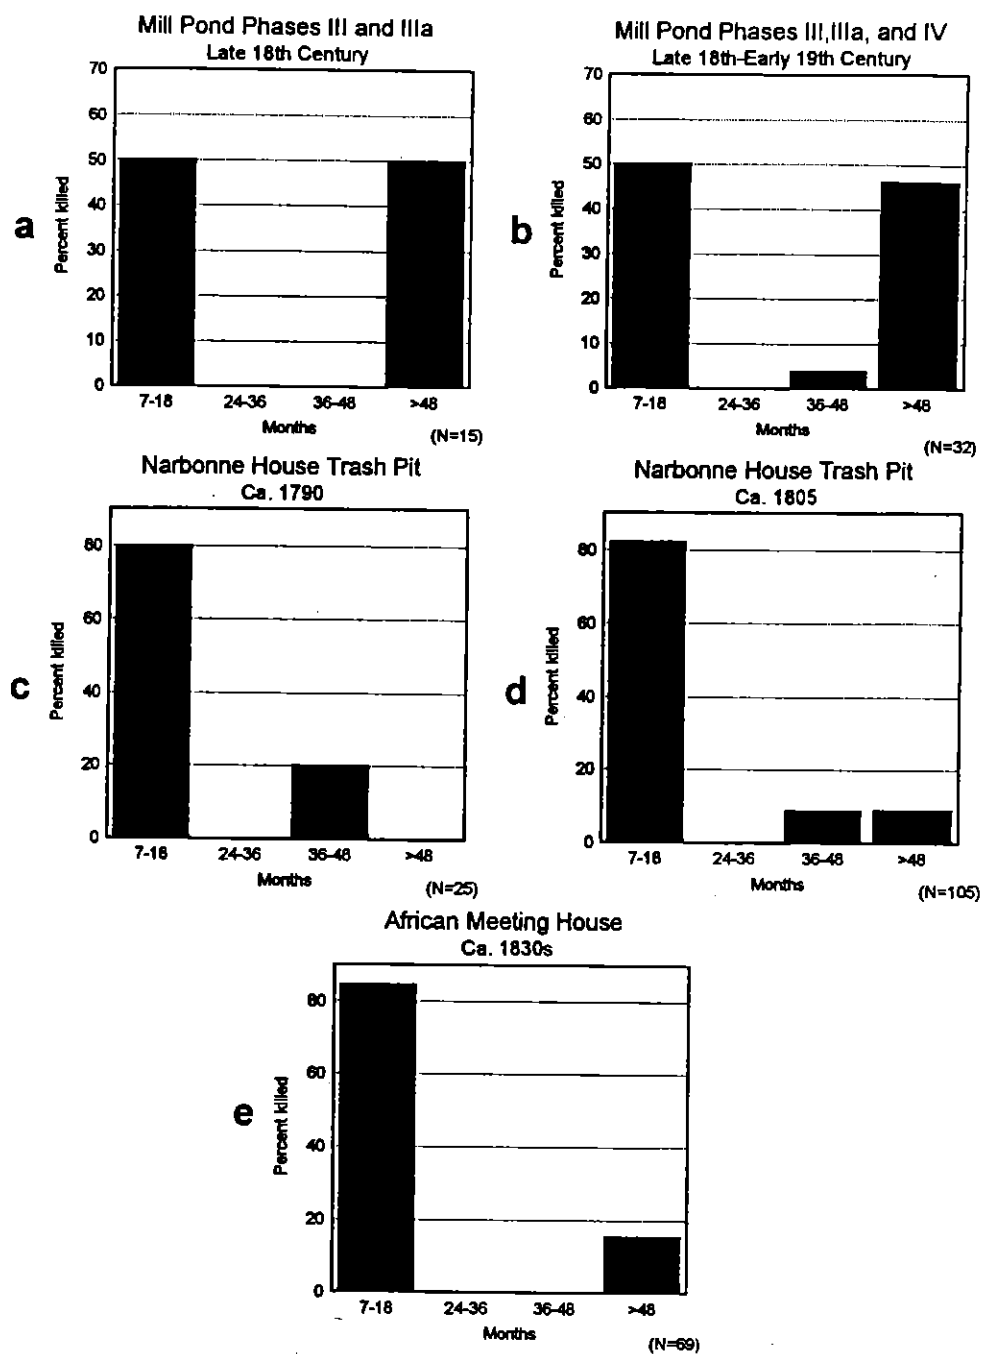 Mill Pond Phases III and IIIa
Late 18th Century
70
60
50
40
30
20
10
0
Percent killed
a
7-18
24-36
36-48
>48
Months
(N=15)
Mill Pond Phases III,IIIa, and IV
Late 18th-Early 19th Century
70
60
50
40
30
20
10
0
Percent killed
b
7-18
24-36
36-48
>48
Months
(N=32)
Narbonne House Trash Pit
Ca. 1790
80
60
40
20
0
Percent killed
c
7-18
24-36
36-48
>48
Months
(N=25)
Narbonne House Trash Pit
Ca. 1805
80
60
40
20
0
Percent killed
d
7-18
24-36
36-48
>48
Months
(N=105)
African Meeting House
Ca. 1830s
80
60
40
20
0
Percent killed
e
7-18
24-36
36-48
>48
Months
(N=69)